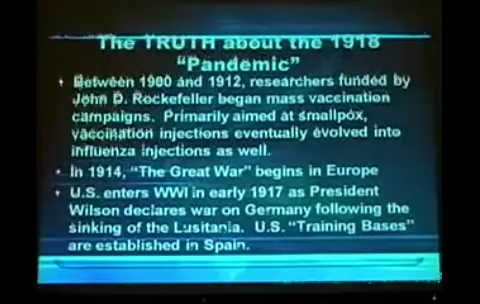 The TRUTH about the 1918
"Pandemic"
Between 1900 and 1912, researchers funded by
John D. Rockefeller began mass vaccination
campaigns. Primarily aimed at smallpox,
vaccination injections eventually evolved into
influenza injections as well.
In 1914, "The Great War" begins in Europe
U.S. enters WWI in early 1917 as President
Wilson declares war on Germany following the
sinking of the Lusitania. U.S. "Training Bases"
are established in Spain.